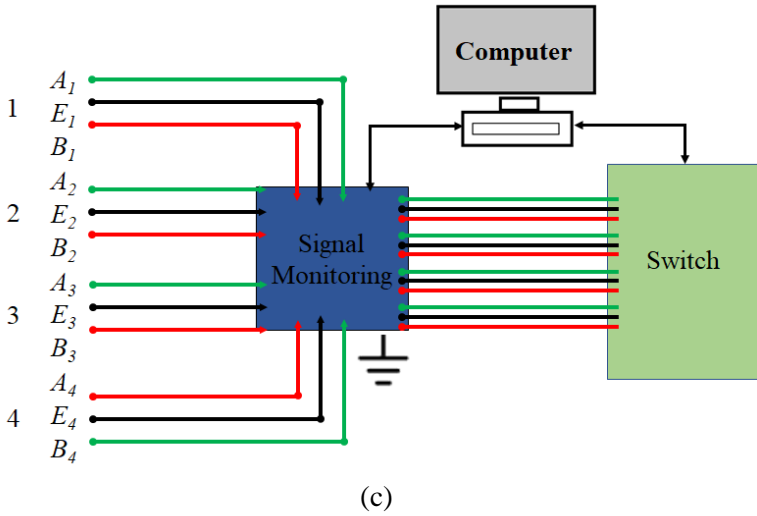 Computer
1
A1
E1
B1
2
A2
E2
B2
3
A3
E3
B3
4
A4
E4
B4
Signal
Monitoring
Switch
(c)